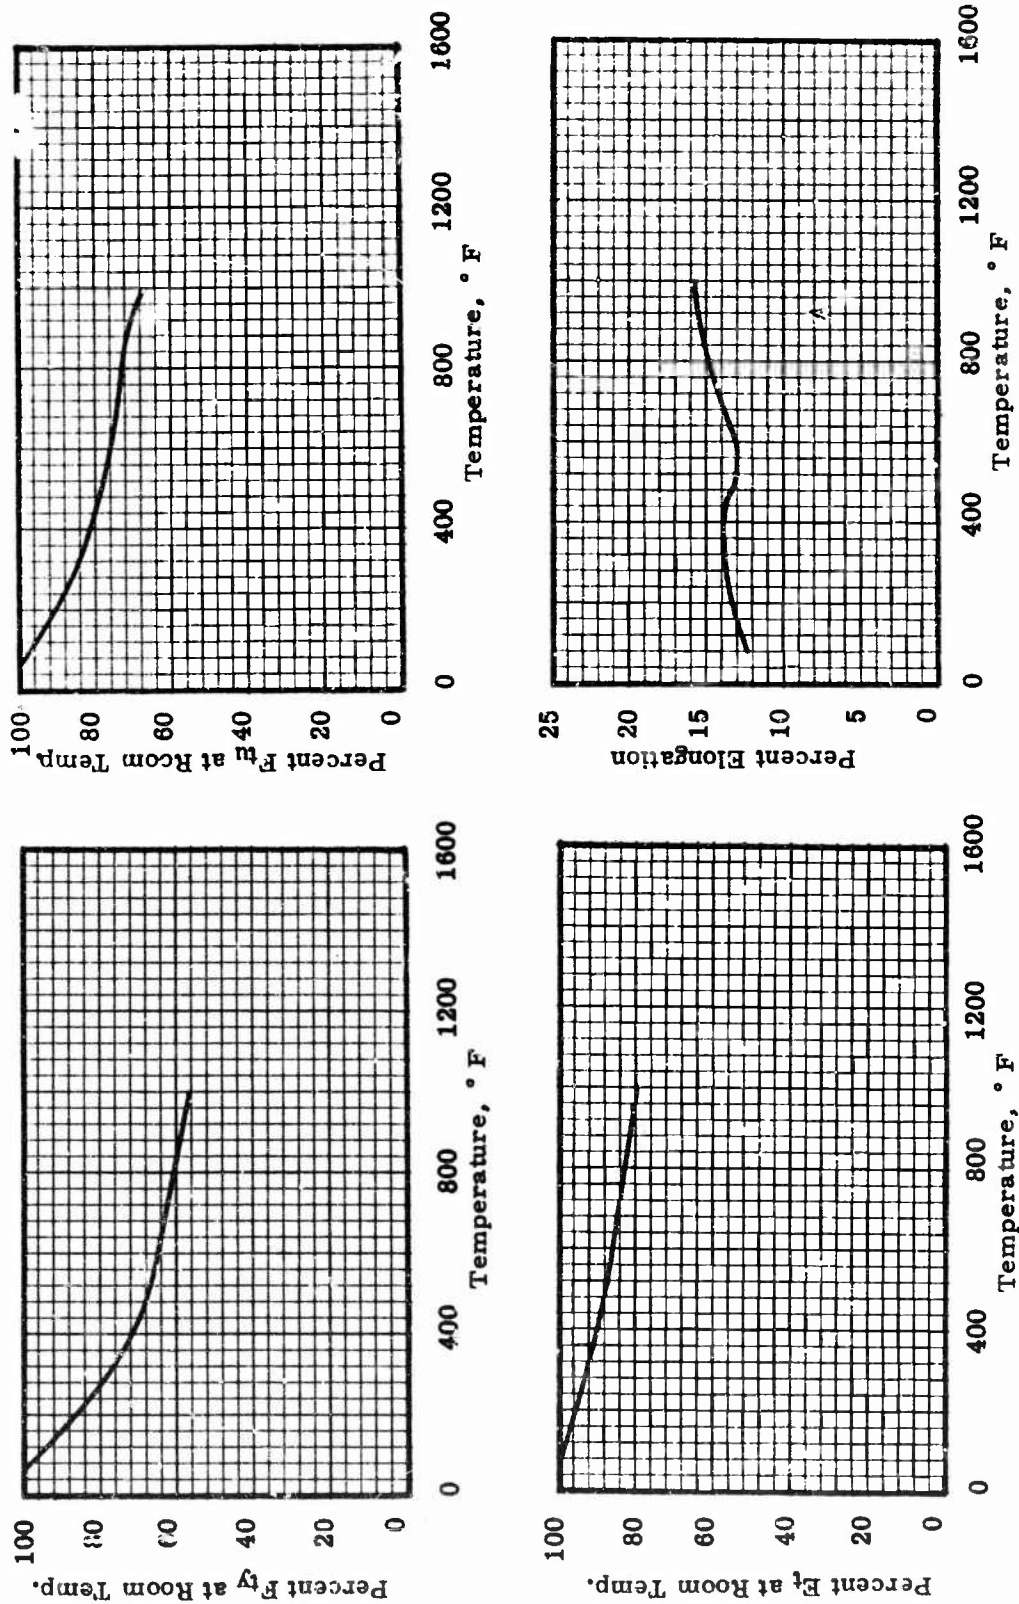 Percent Fty at Room Temp.
100
80
60
40
20
0
0 400 800 1200 1600
Temperature, °F
Percent Ftu at Room Temp.
100
80
60
40
20
0
0 400 800 1200 1600
Temperature, °F
Percent Et at Room Temp.
100
80
60
40
20
0
0 400 800 1200 1600
Temperature, °F
Percent Elongation
25
20
15
10
5
0
0 400 800 1200 1600
Temperature, °F